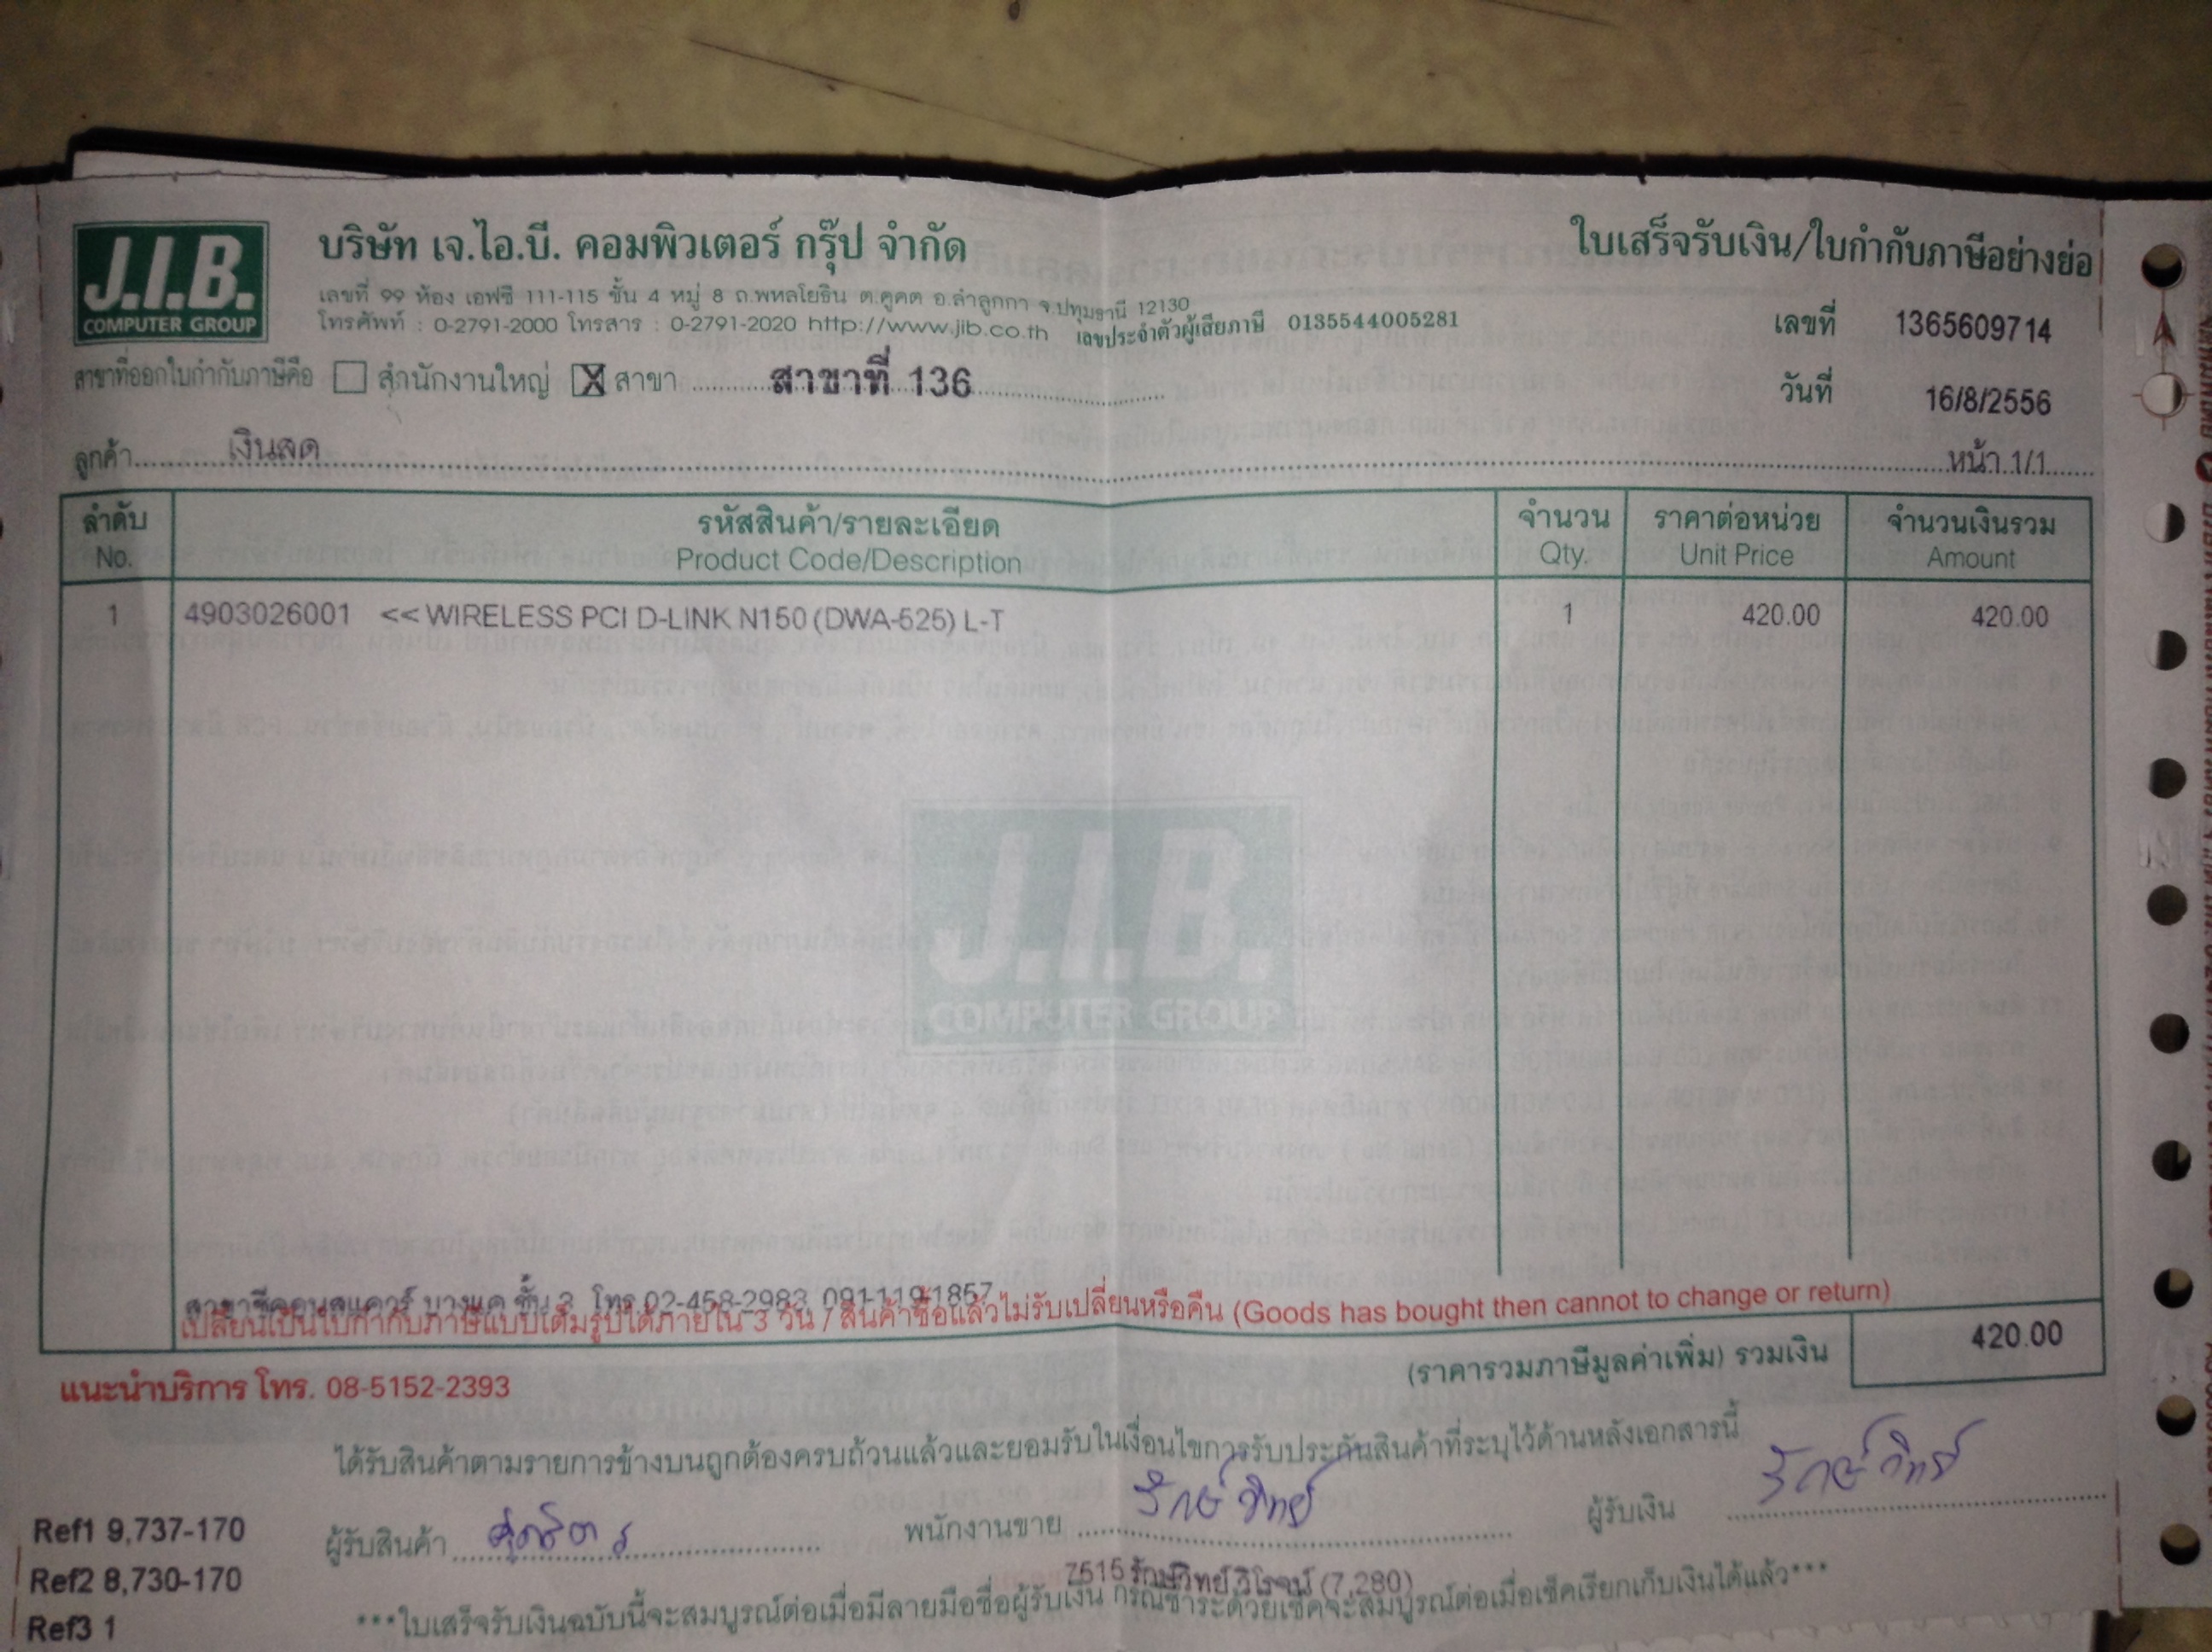 J.I.B.
COMPUTER GROUP
บริษัท เจ.ไอ.บี. คอมพิวเตอร์ กรุ๊ป จำกัด
ใบเสร็จรับเงิน/ใบกำกับภาษีอย่างย่อ
เลขที่ 99 ห้อง เอฟซี 111-115 ชั้น 4 หมู่ 8 ถ.พหลโยธิน ต.คูคต อ.ลำลูกกา จ.ปทุมธานี 12130
โทรศัพท์ : 0-2791-2000 โทรสาร : 0-2791-2020 http://www.jib.co.th เลขประจำตัวผู้เสียภาษี 0135544005281
เลขที่ 1365609714
สาขาที่ออกใบกำกับภาษีคือ สำนักงานใหญ่ X สาขา สาขาที่ 136
วันที่ 16/8/2556
ลูกค้า เงินสด หน้า 1/1
ลำดับ รหัสสินค้า/รายละเอียด จำนวน ราคาต่อหน่วย จำนวนเงินรวม
No. Product Code/Description Qty. Unit Price Amount
1 4903026001 << WIRELESS PCI D-LINK N150 (DWA-525) L-T 1 420.00 420.00
J.I.B.
COMPUTER GROUP
สาขาซีคอนสแควร์ บางแค ชั้น 3 โทร 02-458-2983 091-119-1857
เปลี่ยนเป็นใบกำกับภาษีแบบเต็มรูปได้ภายใน 3 วัน / สินค้าซื้อแล้วไม่รับเปลี่ยนหรือคืน (Goods has bought then cannot to change or return)
(ราคารวมภาษีมูลค่าเพิ่ม) รวมเงิน 420.00
แนะนำบริการ โทร. 08-5152-2393
ได้รับสินค้าตามรายการข้างบนถูกต้องครบถ้วนแล้วและยอมรับในเงื่อนไขการรับประกันสินค้าที่ระบุไว้ด้านหลังเอกสารนี้
Ref1 9,737-170
ผู้รับสินค้า พนักงานขาย รักษ์วิทย์ ผู้รับเงิน รักษ์วิทย์
Ref2 8,730-170
7515 รักษ์วิทย์ วิโรจน์ (7,280)
***ใบเสร็จรับเงินฉบับนี้จะสมบูรณ์ต่อเมื่อมีลายมือชื่อผู้รับเงิน กรณีชำระด้วยเช็คจะสมบูรณ์ต่อเมื่อเช็คเรียกเก็บเงินได้แล้ว***
Ref3 1